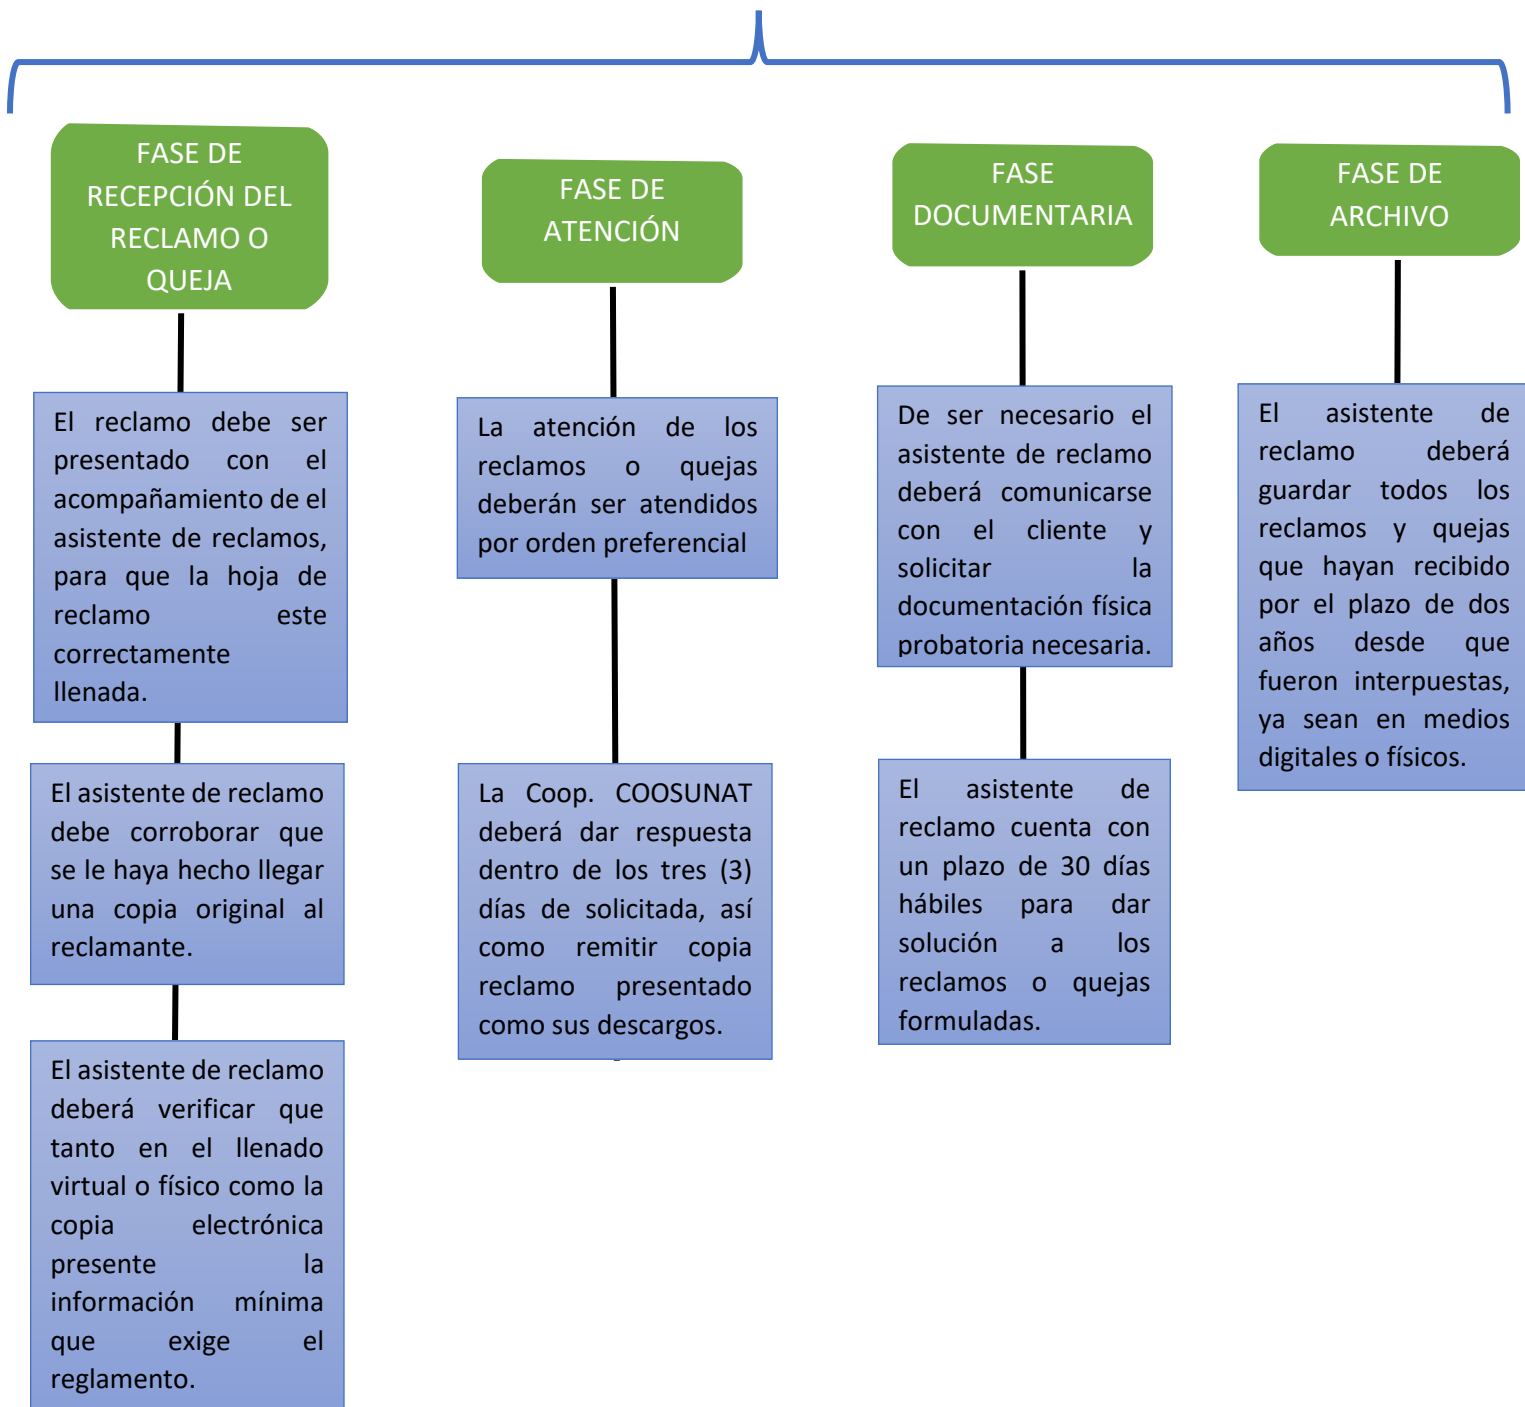 FASE DE
RECEPCIÓN DEL
RECLAMO O
QUEJA
El reclamo debe ser
presentado con el
acompañamiento de el
asistente de reclamos,
para que la hoja de
reclamo este
correctamente
llenada.
El asistente de reclamo
debe corroborar que
se le haya hecho llegar
una copia original al
reclamante.
El asistente de reclamo
deberá verificar que
tanto en el llenado
virtual o físico como la
copia electrónica
presente la
información mínima
que exige el
reglamento.
FASE DE
ATENCIÓN
La atención de los
reclamos o quejas
deberán ser atendidos
por orden preferencial
La Coop. COOSUNAT
deberá dar respuesta
dentro de los tres (3)
días de solicitada, así
como remitir copia
reclamo presentado
como sus descargos.
FASE
DOCUMENTARIA
De ser necesario el
asistente de reclamo
deberá comunicarse
con el cliente y
solicitar la
documentación física
probatoria necesaria.
El asistente de
reclamo cuenta con
un plazo de 30 días
hábiles para dar
solución a los
reclamos o quejas
formuladas.
FASE DE
ARCHIVO
El asistente de
reclamo deberá
guardar todos los
reclamos y quejas
que hayan recibido
por el plazo de dos
años desde que
fueron interpuestas,
ya sean en medios
digitales o físicos.